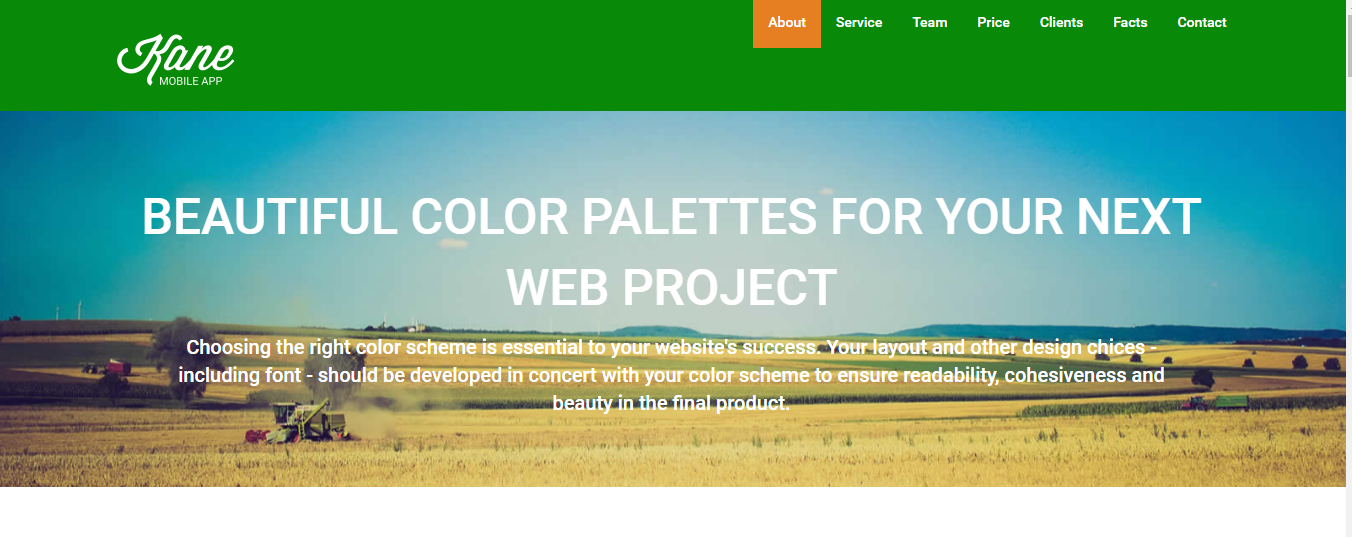 About Service Team Price Clients Facts Contact
Kane
MOBILE APP
BEAUTIFUL COLOR PALETTES FOR YOUR NEXT
WEB PROJECT
Choosing the right color scheme is essential to your website's success. Your layout and other design chices -
including font - should be developed in concert with your color scheme to ensure readability, cohesiveness and
beauty in the final product.